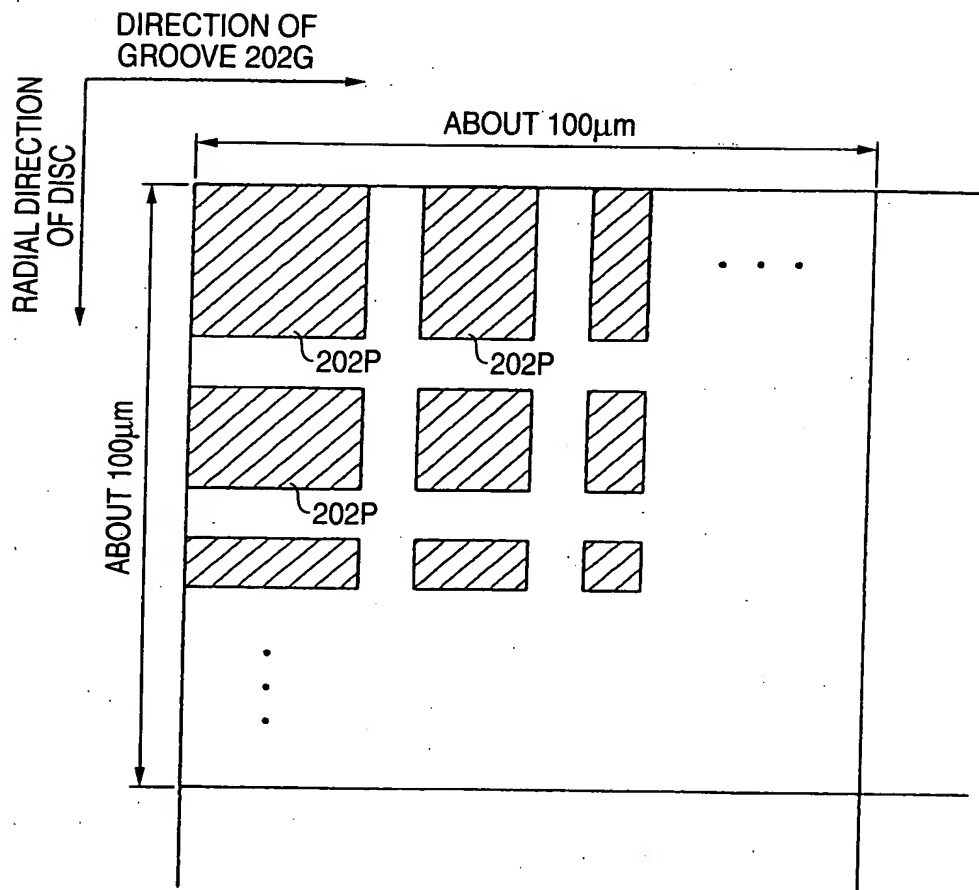 DIRECTION OF
GROOVE 202G
RADIAL DIRECTION
OF DISC
ABOUT 100μm
202P
202P
ABOUT 100μm
202P